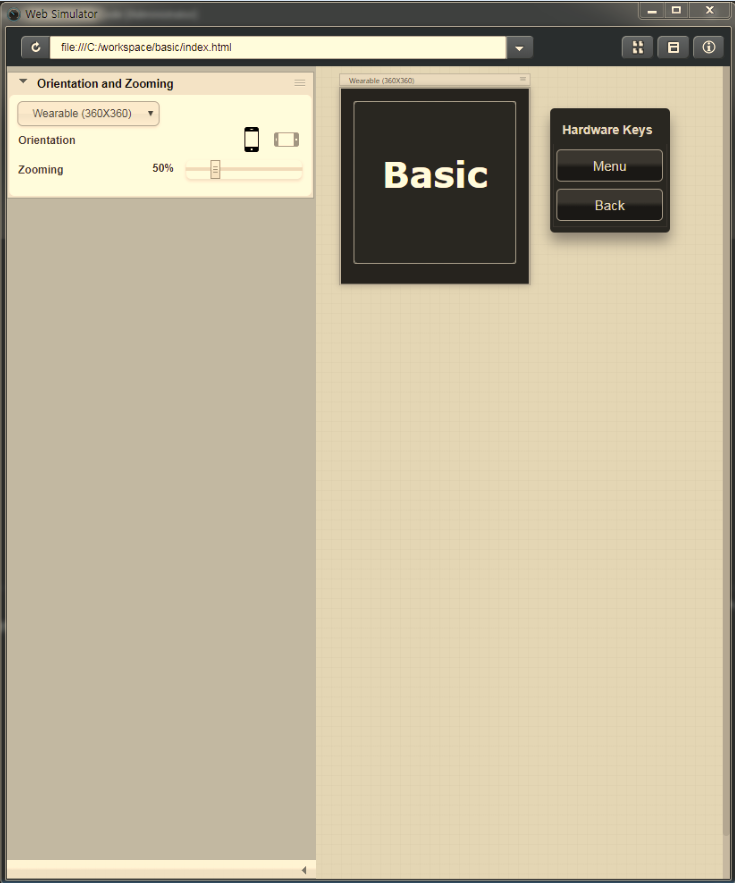 Web Simulator
file:///C:/workspace/basic/index.html
Orientation and Zooming
Wearable (360X360)
Orientation
Zooming 50%
Wearable (360X360)
Basic
Hardware Keys
Menu
Back